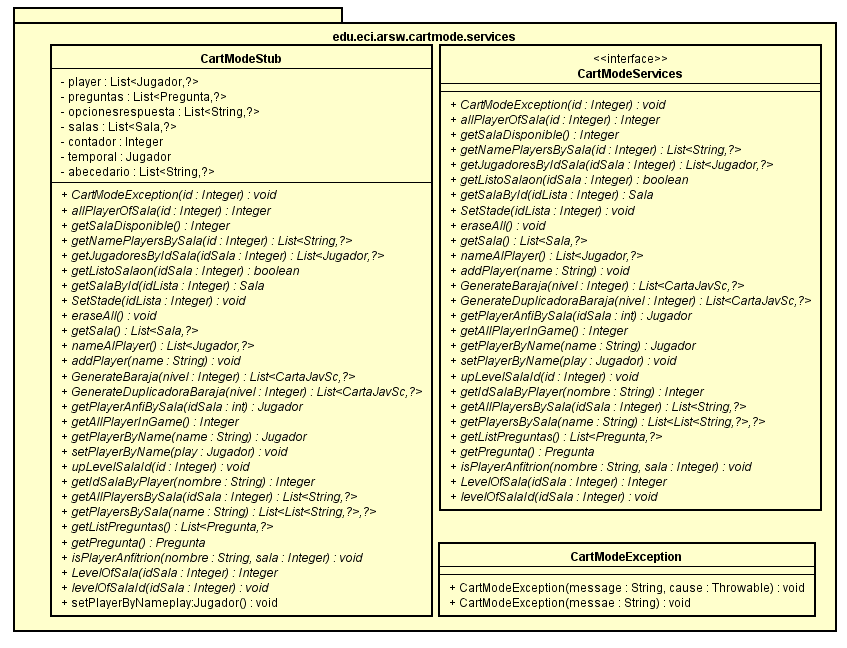 edu.eci.arsw.cartmode.services
CartModeStub
- player : List<Jugador,?>
- preguntas : List<Pregunta,?>
- opcionesrespuesta : List<String,?>
- salas : List<Sala,?>
- contador : Integer
- temporal : Jugador
- abecedario : List<String,?>
+ CartModeException(id : Integer) : void
+ allPlayerOfSala(id : Integer) : Integer
+ getSalaDisponible() : Integer
+ getNamePlayersBySala(id : Integer) : List<String,?>
+ getJugadoresByIdSala(idSala : Integer) : List<Jugador,?>
+ getListoSalaon(idSala : Integer) : boolean
+ getSalaById(idLista : Integer) : Sala
+ SetStade(idLista : Integer) : void
+ eraseAll() : void
+ getSala() : List<Sala,?>
+ nameAlPlayer() : List<Jugador,?>
+ addPlayer(name : String) : void
+ GenerateBaraja(nivel : Integer) : List<CartaJavSc,?>
+ GenerateDuplicadoraBaraja(nivel : Integer) : List<CartaJavSc,?>
+ getPlayerAnfiBySala(idSala : int) : Jugador
+ getAllPlayerInGame() : Integer
+ getPlayerByName(name : String) : Jugador
+ setPlayerByName(play : Jugador) : void
+ upLevelSalaId(id : Integer) : void
+ getIdSalaByPlayer(nombre : String) : Integer
+ getAllPlayersBySala(idSala : Integer) : List<String,?>
+ getPlayersBySala(name : String) : List<List<String,?>,?>
+ getListPreguntas() : List<Pregunta,?>
+ getPregunta() : Pregunta
+ isPlayerAnfitrion(nombre : String, sala : Integer) : void
+ LevelOfSala(idSala : Integer) : Integer
+ levelOfSalaId(idSala : Integer) : void
+ setPlayerByNameplay:Jugador() : void
<<interface>>
CartModeServices
+ CartModeException(id : Integer) : void
+ allPlayerOfSala(id : Integer) : Integer
+ getSalaDisponible() : Integer
+ getNamePlayersBySala(id : Integer) : List<String,?>
+ getJugadoresByIdSala(idSala : Integer) : List<Jugador,?>
+ getListoSalaon(idSala : Integer) : boolean
+ getSalaById(idLista : Integer) : Sala
+ SetStade(idLista : Integer) : void
+ eraseAll() : void
+ getSala() : List<Sala,?>
+ nameAlPlayer() : List<Jugador,?>
+ addPlayer(name : String) : void
+ GenerateBaraja(nivel : Integer) : List<CartaJavSc,?>
+ GenerateDuplicadoraBaraja(nivel : Integer) : List<CartaJavSc,?>
+ getPlayerAnfiBySala(idSala : int) : Jugador
+ getAllPlayerInGame() : Integer
+ getPlayerByName(name : String) : Jugador
+ setPlayerByName(play : Jugador) : void
+ upLevelSalaId(id : Integer) : void
+ getIdSalaByPlayer(nombre : String) : Integer
+ getAllPlayersBySala(idSala : Integer) : List<String,?>
+ getPlayersBySala(name : String) : List<List<String,?>,?>
+ getListPreguntas() : List<Pregunta,?>
+ getPregunta() : Pregunta
+ isPlayerAnfitrion(nombre : String, sala : Integer) : void
+ LevelOfSala(idSala : Integer) : Integer
+ levelOfSalaId(idSala : Integer) : void
CartModeException
+ CartModeException(message : String, cause : Throwable) : void
+ CartModeException(messae : String) : void